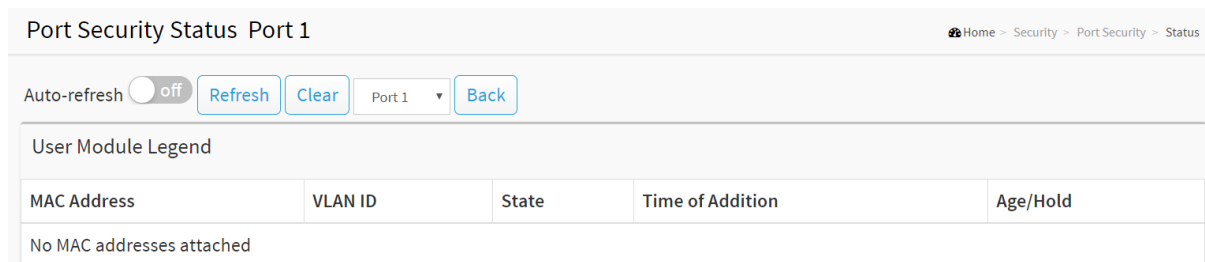 Port Security Status Port 1
Home > Security > Port Security > Status
Auto-refresh off Refresh Clear Port 1 Back
User Module Legend
MAC Address VLAN ID State Time of Addition Age/Hold
No MAC addresses attached